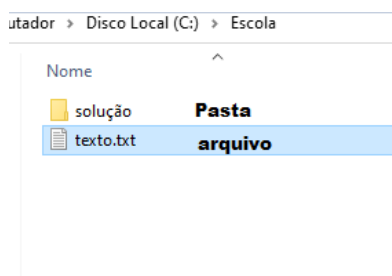 utador > Disco Local (C:) > Escola
Nome
solução Pasta
texto.txt arquivo